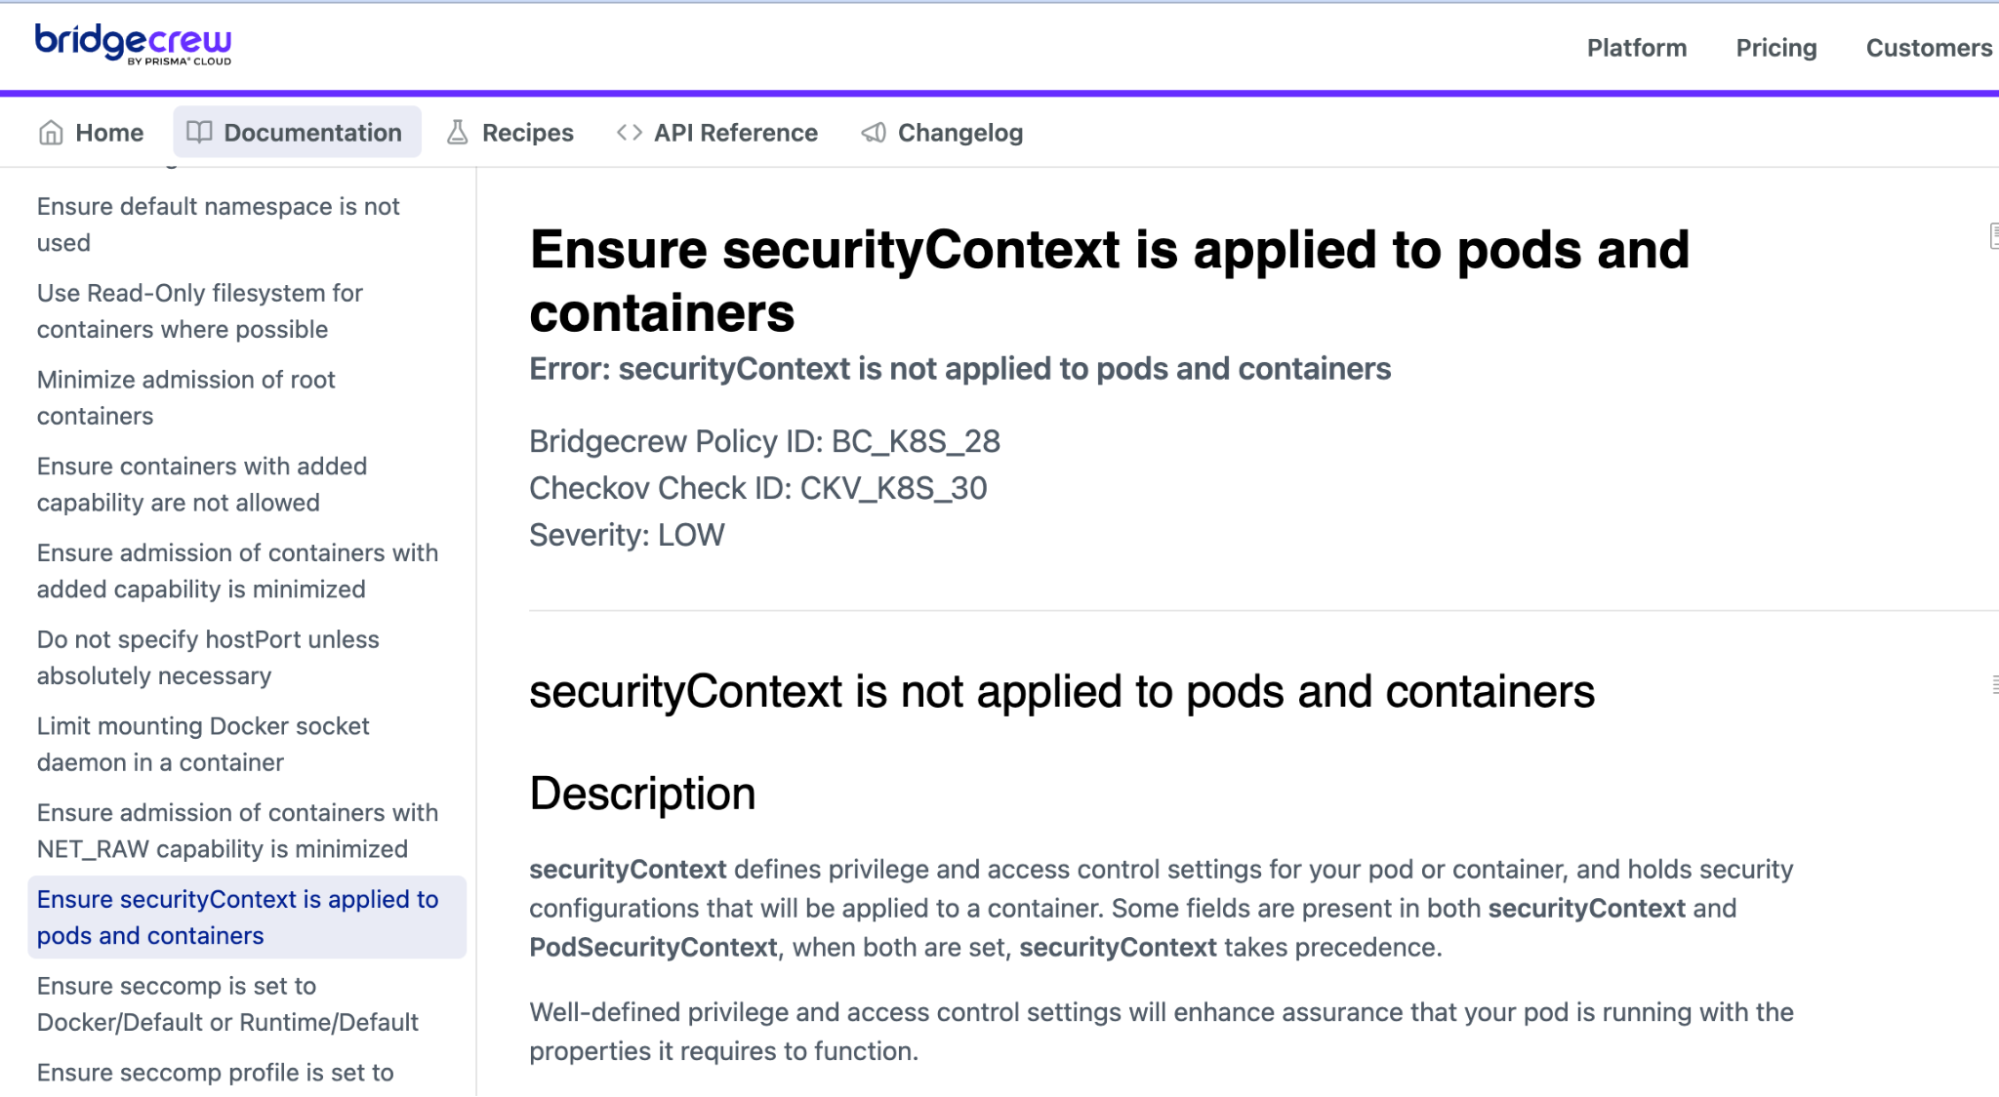 bridgecrew
BY PRISMA® CLOUD
Platform
Pricing
Customers
Home
Documentation
Recipes
API Reference
Changelog
Ensure default namespace is not
used
Use Read-Only filesystem for
containers where possible
Minimize admission of root
containers
Ensure containers with added
capability are not allowed
Ensure admission of containers with
added capability is minimized
Do not specify hostPort unless
absolutely necessary
Limit mounting Docker socket
daemon in a container
Ensure admission of containers with
NET_RAW capability is minimized
Ensure securityContext is applied to
pods and containers
Ensure seccomp is set to
Docker/Default or Runtime/Default
Ensure seccomp profile is set to
Ensure securityContext is applied to pods and
containers
Error: securityContext is not applied to pods and containers
Bridgecrew Policy ID: BC_K8S_28
Checkov Check ID: CKV_K8S_30
Severity: LOW
securityContext is not applied to pods and containers
Description
securityContext defines privilege and access control settings for your pod or container, and holds security
configurations that will be applied to a container. Some fields are present in both securityContext and
PodSecurityContext, when both are set, securityContext takes precedence.
Well-defined privilege and access control settings will enhance assurance that your pod is running with the
properties it requires to function.